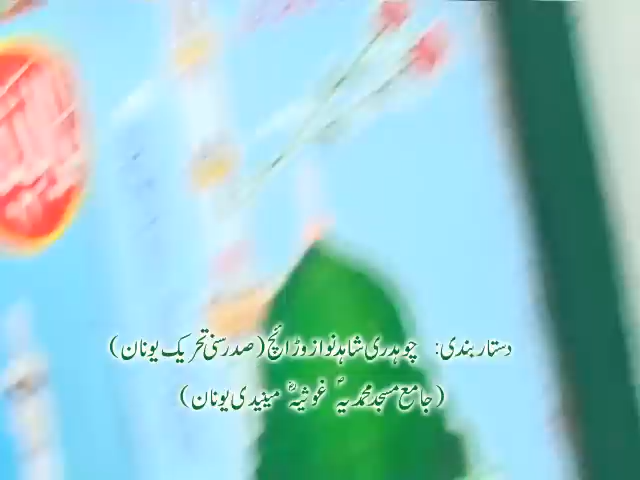 دستار بندی: چوہدری شاہد نواز وڑائچ (صدر سنی تحریک یونان)
(جامع مسجد محمدیہؐ غوثیہؒ مینیدی یونان)